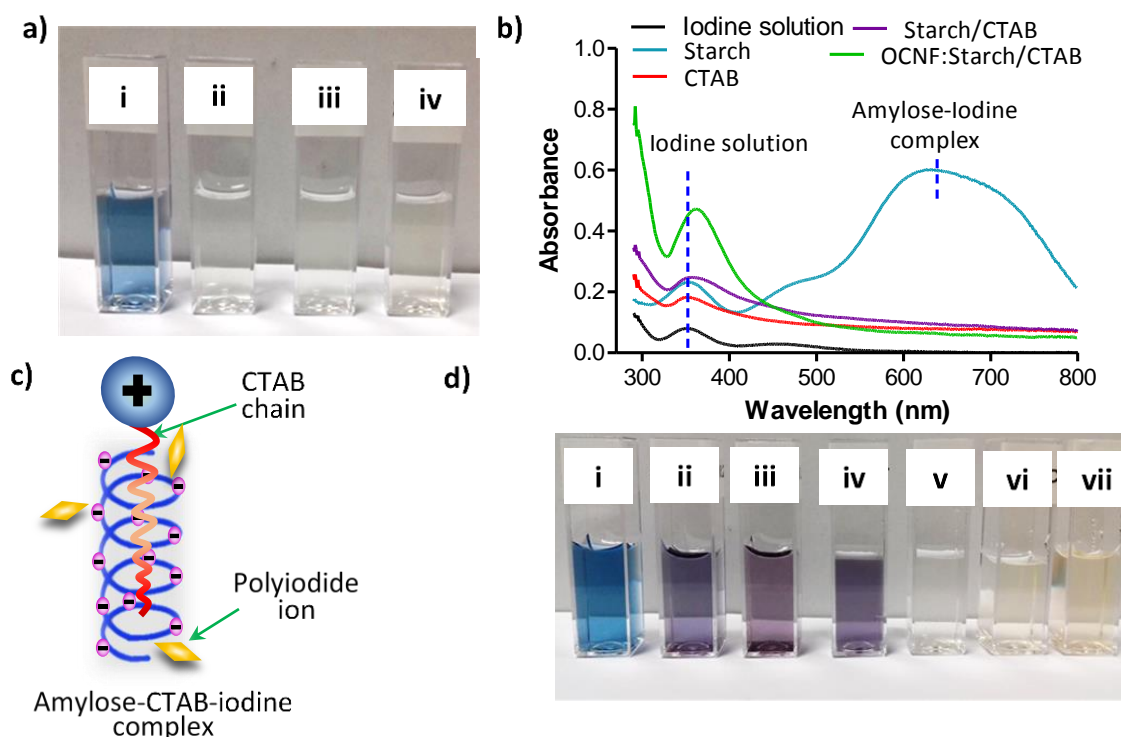 a)
i
ii
iii
iv
b)
Iodine solution
Starch
CTAB
Starch/CTAB
OCNF:Starch/CTAB
Iodine solution
Amylose-Iodine
complex
Absorbance
1.0
0.8
0.6
0.4
0.2
0.0
300
400
500
600
700
800
Wavelength (nm)
c)
+
CTAB
chain
Polyiodide
ion
Amylose-CTAB-iodine
complex
d)
i
ii
iii
iv
v
vi
vii